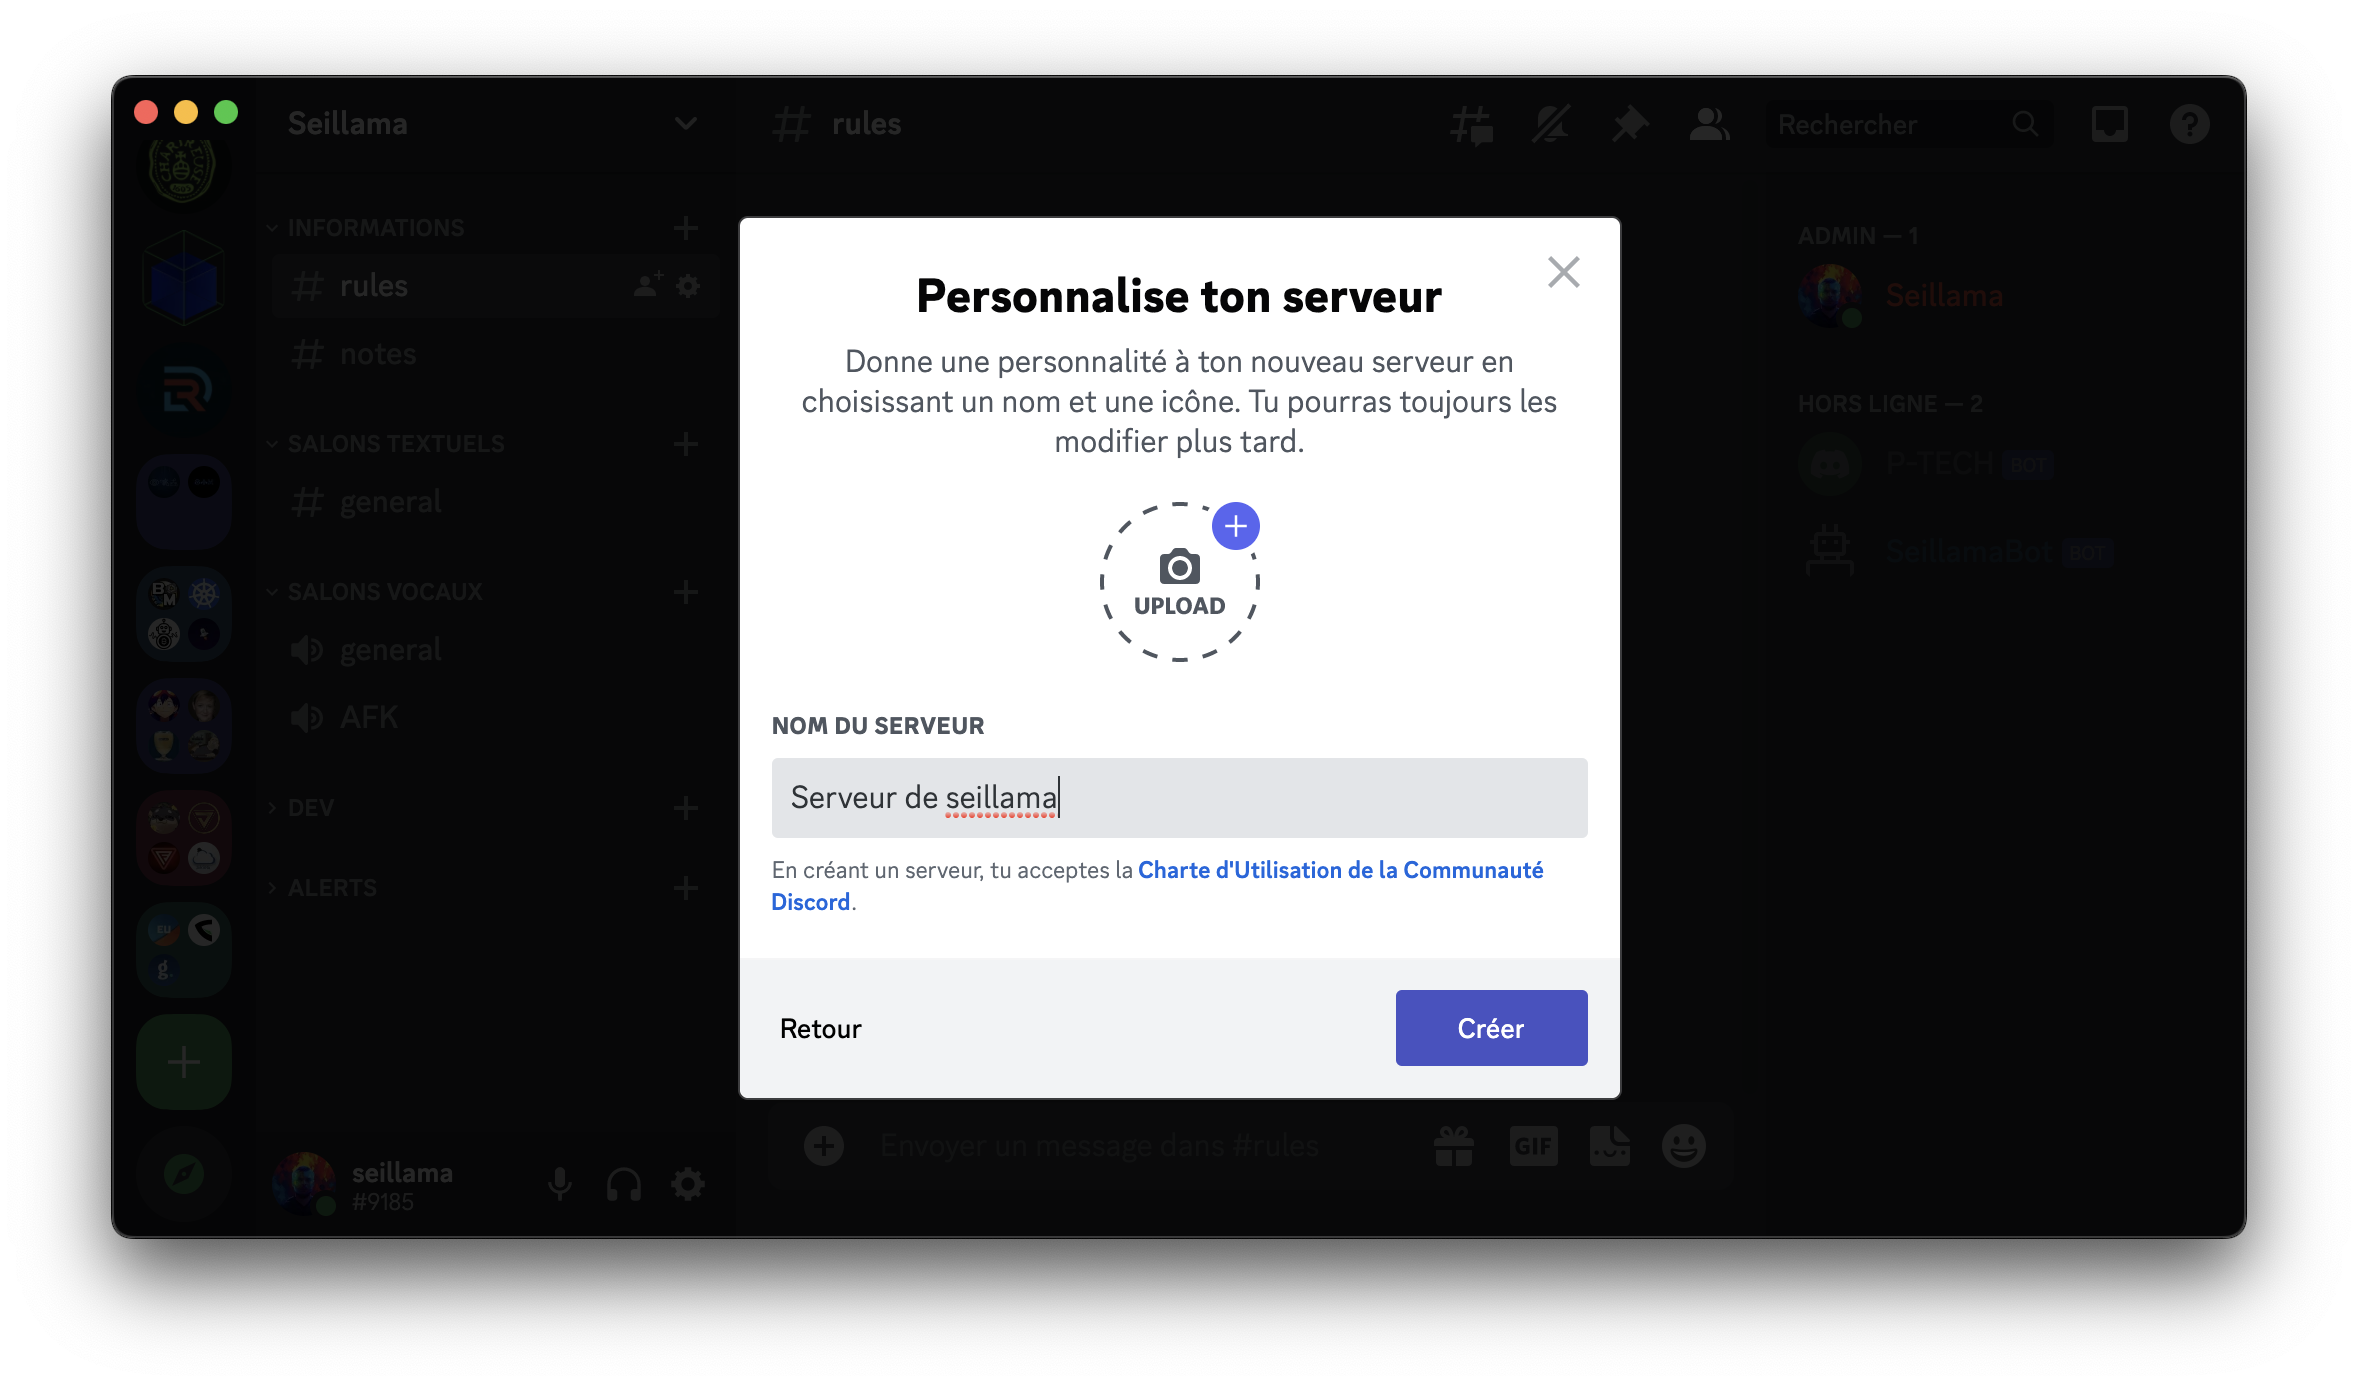 Seillama
rules
Rechercher
INFORMATIONS
rules
notes
SALONS TEXTUELS
general
SALONS VOCAUX
general
AFK
DEV
ALERTS
seillama
#9185
Personnalise ton serveur
Donne une personnalité à ton nouveau serveur en
choisissant un nom et une icône. Tu pourras toujours les
modifier plus tard.
UPLOAD
NOM DU SERVEUR
Serveur de seillama
En créant un serveur, tu acceptes la Charte d'Utilisation de la Communauté
Discord.
Retour
Créer
Envoyer un message dans #rules
GIF
ADMIN — 1
Seillama
HORS LIGNE — 2
P-TECH BOT
SeillamaBot BOT
BM
EU
g.